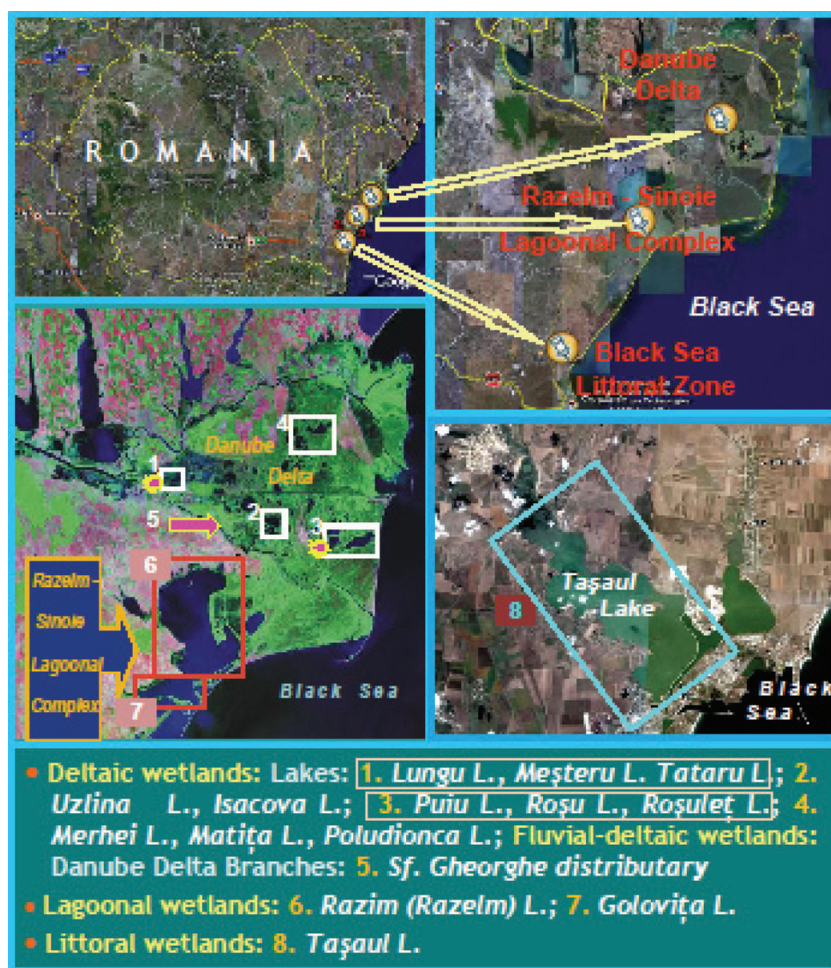 ROMANIA
Danube
Delta
Razelm - Sinoie
Lagoonal Complex
Black Sea
Black Sea
Littoral Zone
4
Danube
Delta
1
2
5
3
6
Razelm -
Sinoie
Lagoonal
Complex
7
Black Sea
Taşaul
Lake
8
Black
Sea
• Deltaic wetlands: Lakes: 1. Lungu L., Meşteru L. Tataru L.; 2.
Uzlina L., Isacova L.; 3. Puiu L., Roşu L., Roşuleţ L.; 4.
Merhei L., Matiţa L., Poludionca L.; Fluvial-deltaic wetlands:
Danube Delta Branches: 5. Sf. Gheorghe distributary
• Lagoonal wetlands: 6. Razim (Razelm) L.; 7. Goloviţa L.
• Littoral wetlands: 8. Taşaul L.